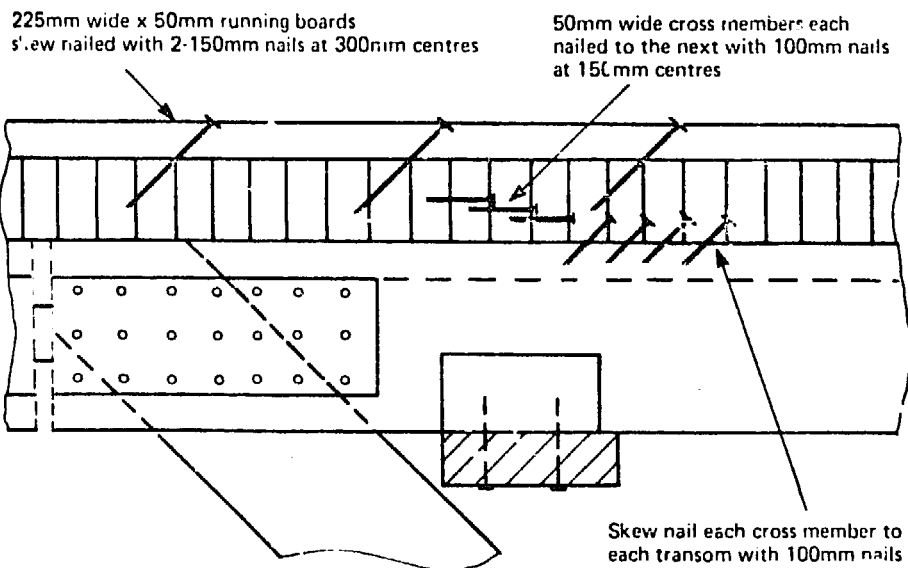 225mm wide x 50mm running boards
skew nailed with 2-150mm nails at 300mm centres
50mm wide cross members each
nailed to the next with 100mm nails
at 150mm centres
Skew nail each cross member to
each transom with 100mm nails